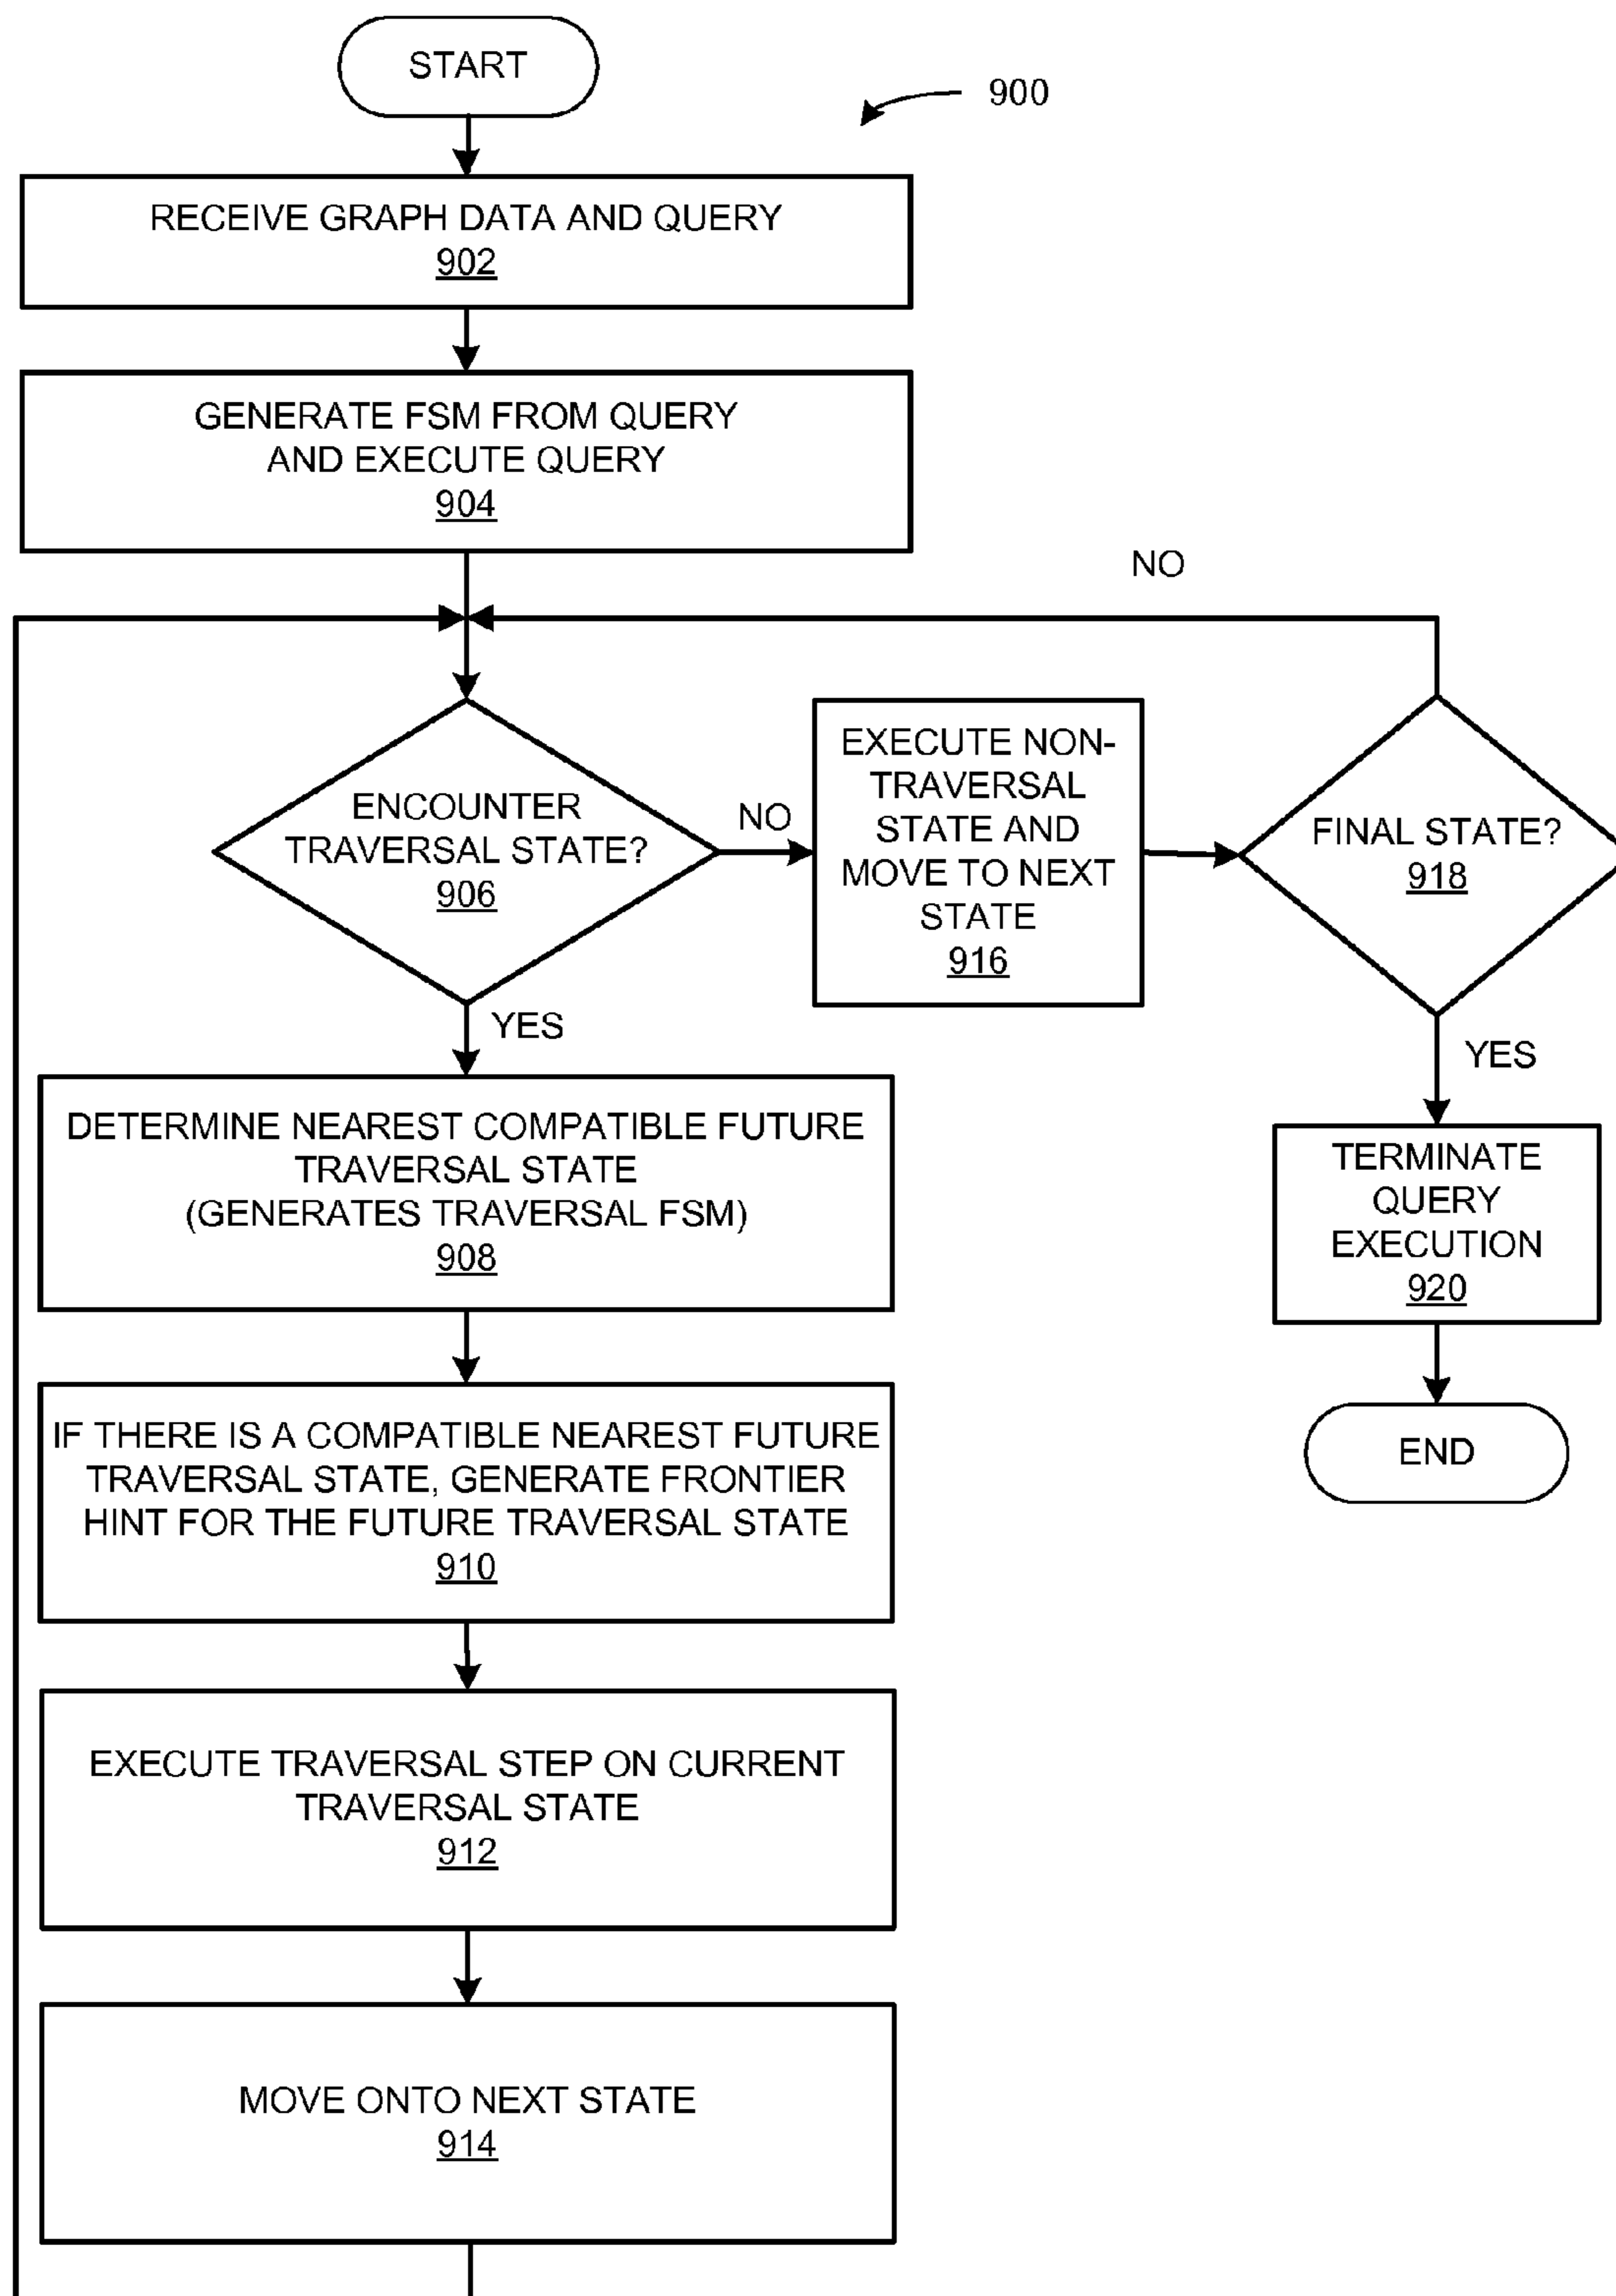 START
900
RECEIVE GRAPH DATA AND QUERY
902
GENERATE FSM FROM QUERY
AND EXECUTE QUERY
904
NO
ENCOUNTER
TRAVERSAL STATE?
906
NO
EXECUTE NON-
TRAVERSAL
STATE AND
MOVE TO NEXT
STATE
916
FINAL STATE?
918
YES
YES
DETERMINE NEAREST COMPATIBLE FUTURE
TRAVERSAL STATE
(GENERATES TRAVERSAL FSM)
908
TERMINATE
QUERY
EXECUTION
920
IF THERE IS A COMPATIBLE NEAREST FUTURE
TRAVERSAL STATE, GENERATE FRONTIER
HINT FOR THE FUTURE TRAVERSAL STATE
910
END
EXECUTE TRAVERSAL STEP ON CURRENT
TRAVERSAL STATE
912
MOVE ONTO NEXT STATE
914